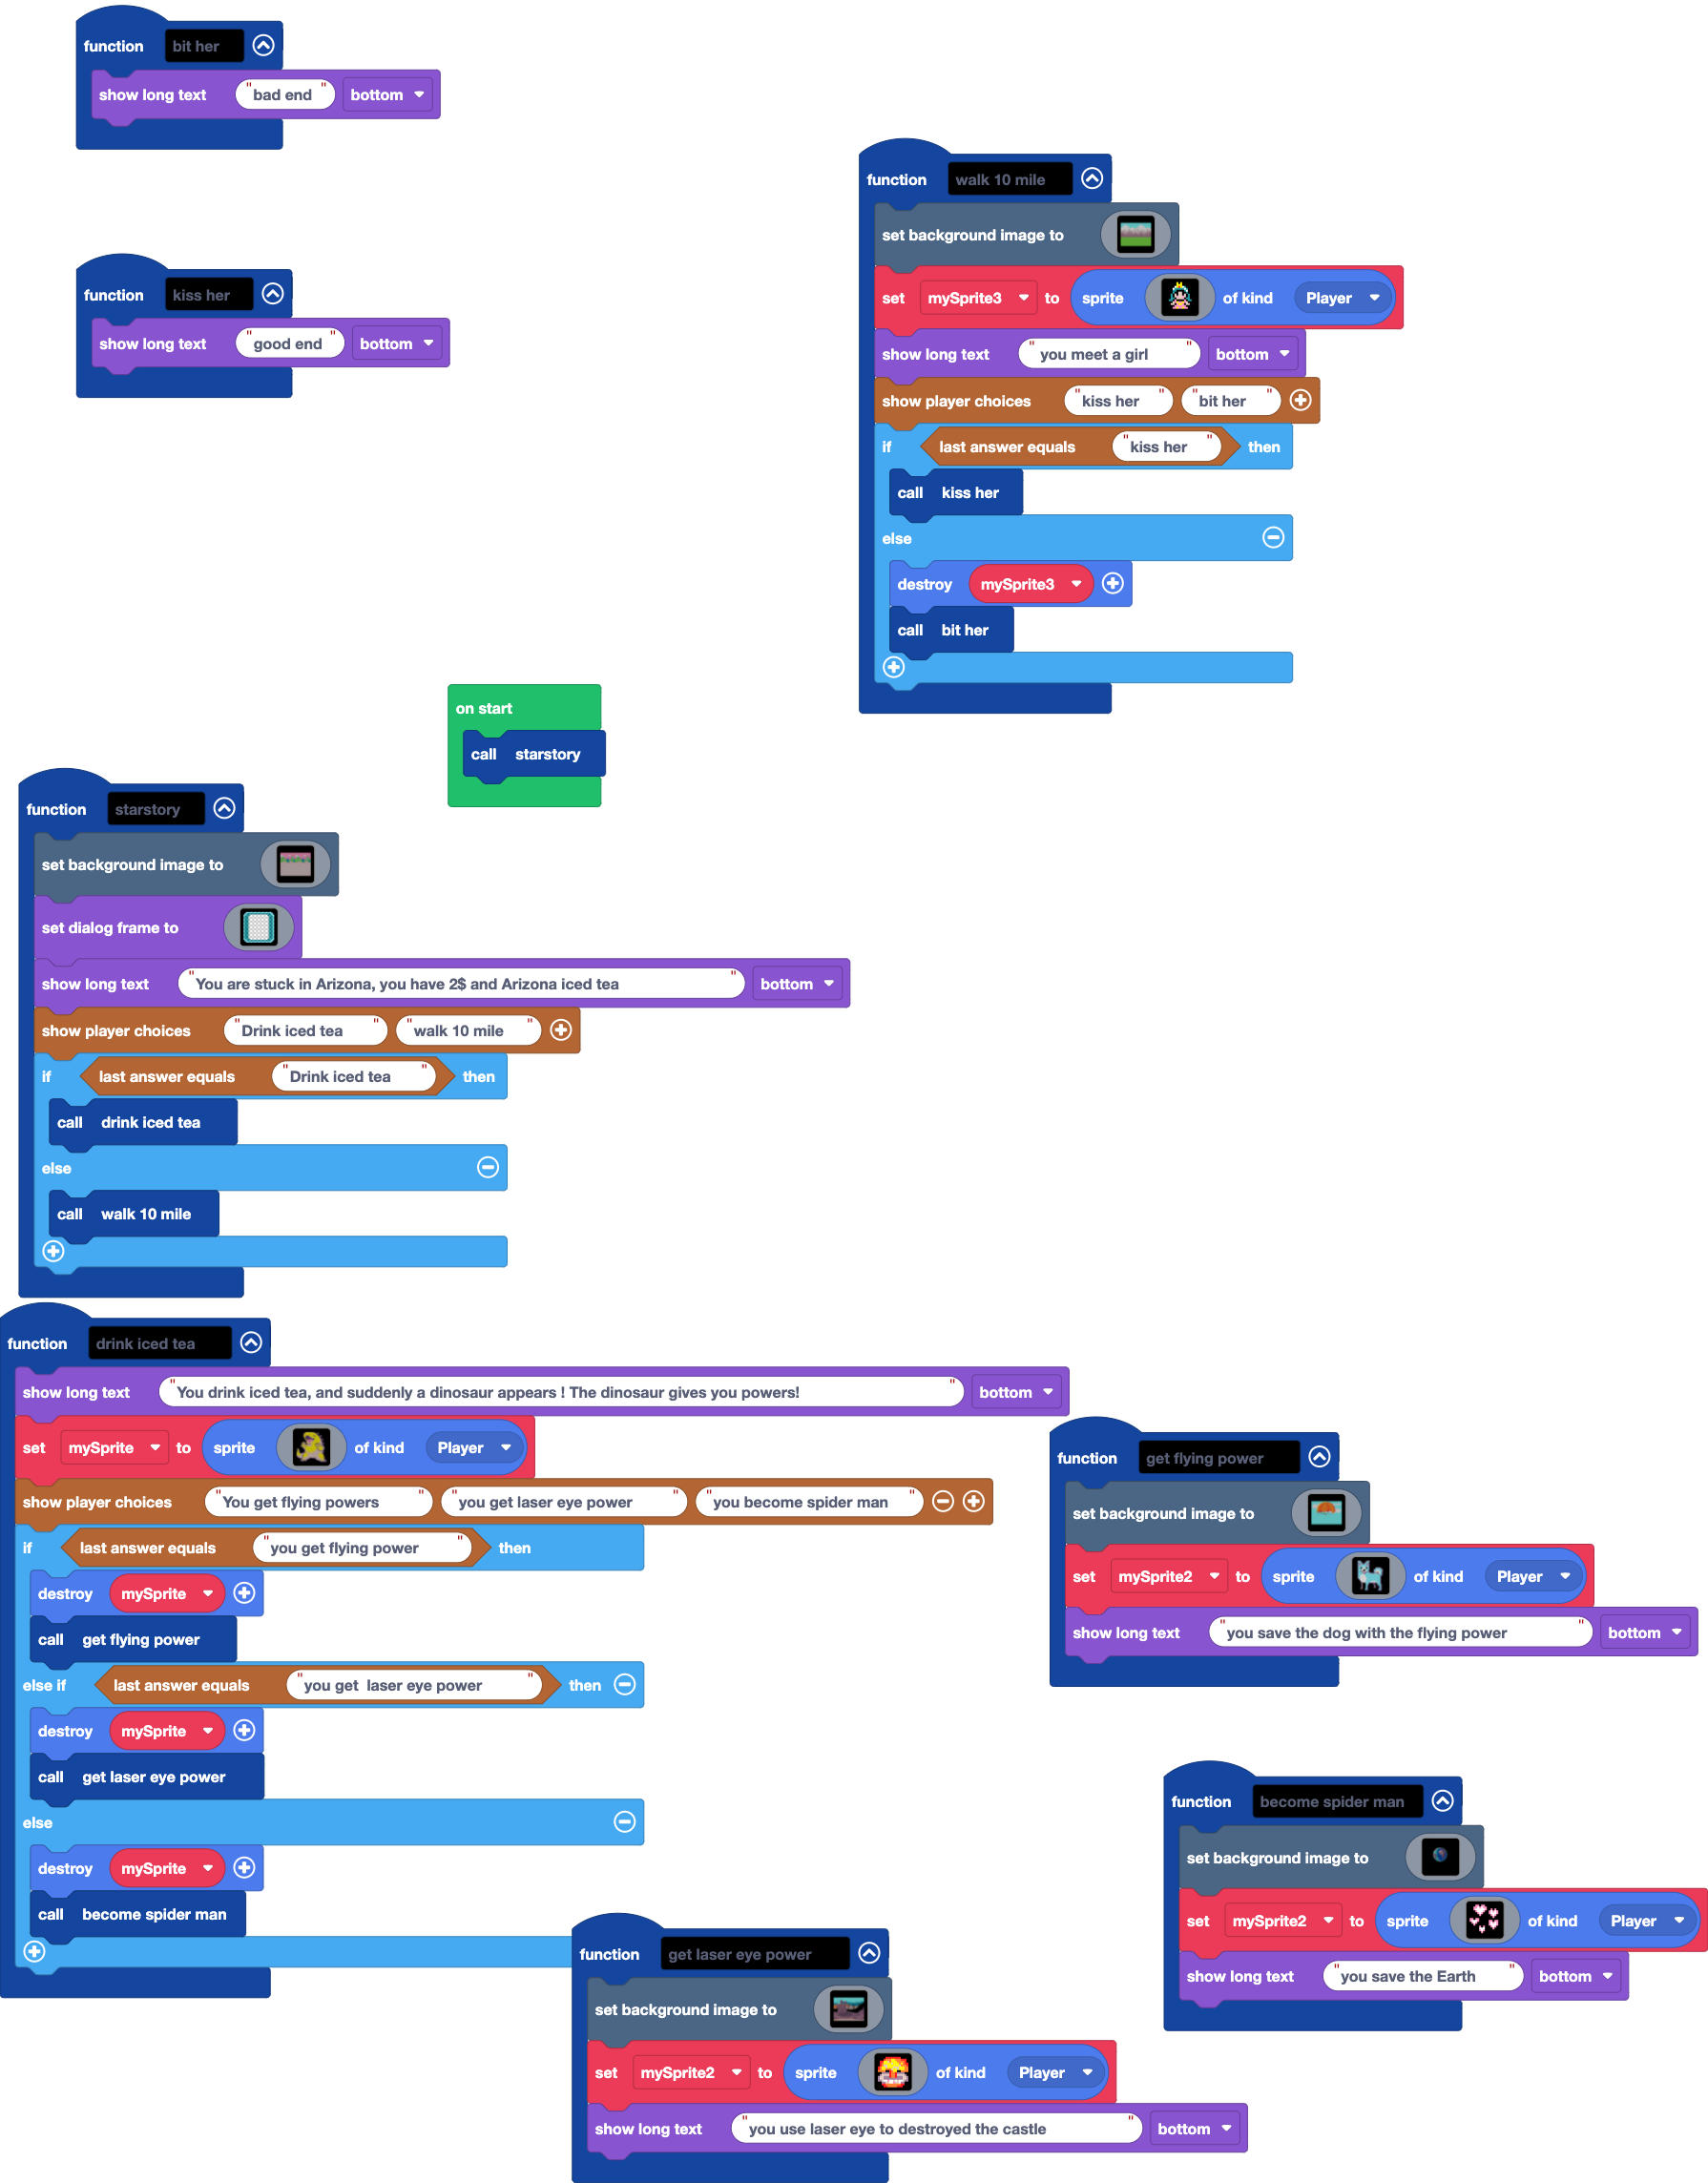 function bit her
show long text "bad end" bottom
function kiss her
show long text "good end" bottom
function walk 10 mile
set background image to
set mySprite3 to sprite of kind Player
show long text "you meet a girl" bottom
show player choices "kiss her" "bit her"
if last answer equals "kiss her" then
call kiss her
else
destroy mySprite3
call bit her
on start
call starstory
function starstory
set background image to
set dialog frame to
show long text "You are stuck in Arizona, you have 2$ and Arizona iced tea" bottom
show player choices "Drink iced tea" "walk 10 mile"
if last answer equals "Drink iced tea" then
call drink iced tea
else
call walk 10 mile
function drink iced tea
show long text "You drink iced tea, and suddenly a dinosaur appears ! The dinosaur gives you powers!" bottom
set mySprite to sprite of kind Player
show player choices "You get flying powers" "you get laser eye power" "you become spider man"
if last answer equals "you get flying power" then
destroy mySprite
call get flying power
else if last answer equals "you get  laser eye power" then
destroy mySprite
call get laser eye power
else
destroy mySprite
call become spider man
function get flying power
set background image to
set mySprite2 to sprite of kind Player
show long text "you save the dog with the flying power" bottom
function become spider man
set background image to
set mySprite2 to sprite of kind Player
show long text "you save the Earth" bottom
function get laser eye power
set background image to
set mySprite2 to sprite of kind Player
show long text "you use laser eye to destroyed the castle" bottom